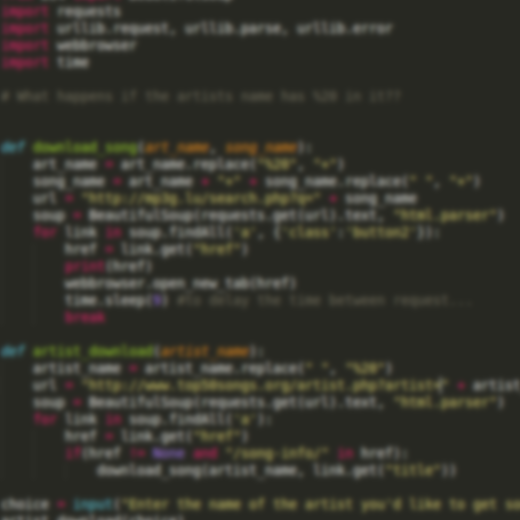 import requests
import urllib.request, urllib.parse, urllib.error
import webbrowser
import time
# What happens if the artists name has %20 in it??
def download_song(art_name, song_name):
art_name = art_name.replace("%20", "+")
song_name = art_name + "+" + song_name.replace(" ", "+")
url = "http://mp3g.lu/search.php?q=" + song_name
soup = BeautifulSoup(requests.get(url).text, "html.parser")
for link in soup.findAll('a', {'class':'button2'}):
href = link.get("href")
print(href)
webbrowser.open_new_tab(href)
time.sleep() #to delay the time between request...
break
def artist_download(artist_name):
artist_name = artist_name.replace(" ", "%20")
url = "http://www.top50songs.org/artist.php?artist=" + artist
soup = BeautifulSoup(requests.get(url).text, "html.parser")
for link in soup.findAll('a'):
href = link.get("href")
if(href != None and "/song-info/" in href):
download_song(artist_name, link.get("title"))
choice = input("Enter the name of the artist you'd like to get so